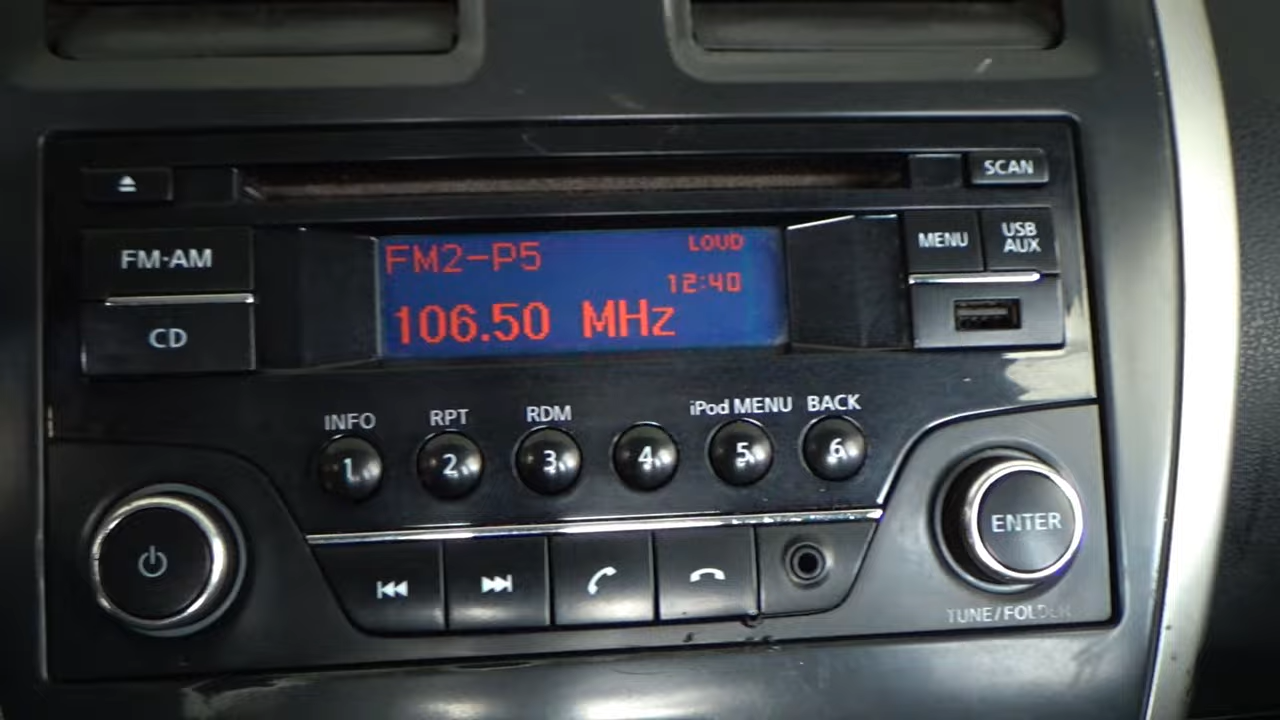 SCAN
FM·AM
CD
FM2-P5
LOUD
12:40
106.50 MHz
MENU
USB AUX
INFO
RPT
RDM
iPod MENU
BACK
1
2
3
4
5
6
ENTER
TUNE/FOLDER